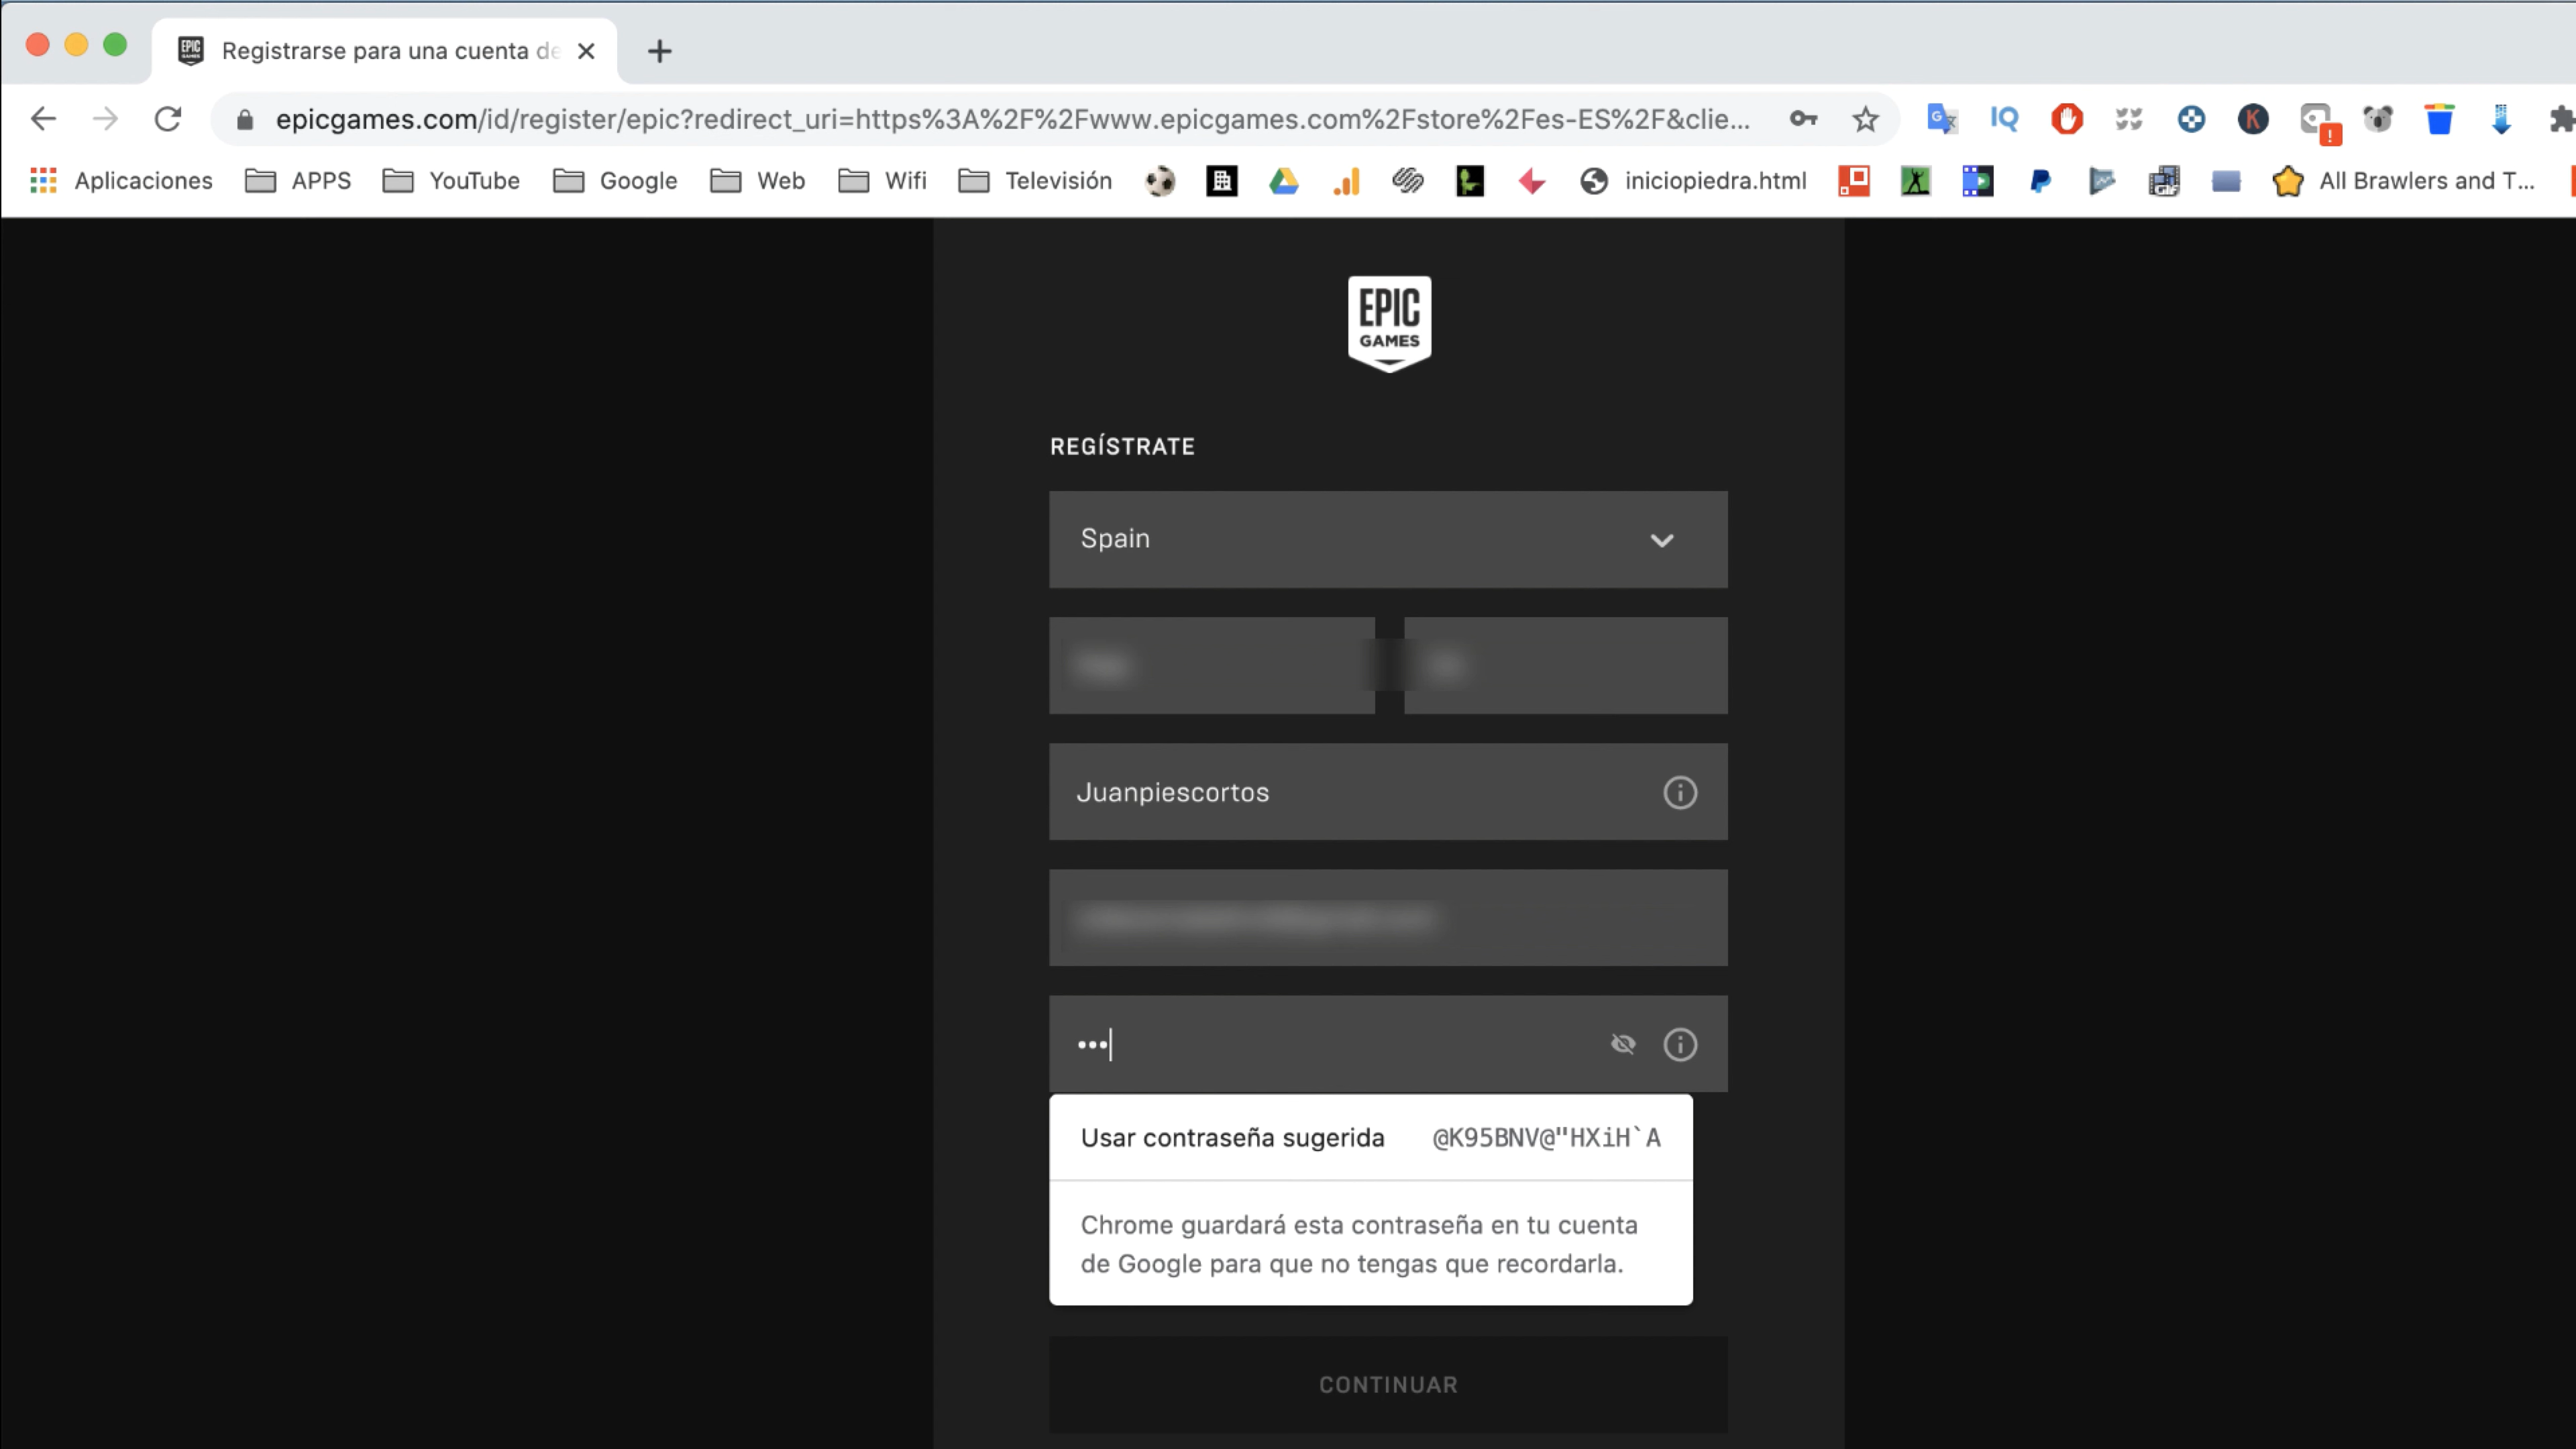 Registrarse para una cuenta de
epicgames.com/id/register/epic?redirect_uri=https%3A%2F%2Fwww.epicgames.com%2Fstore%2Fes-ES%2F&clie...
Aplicaciones APPS YouTube Google Web Wifi Televisión iniciopiedra.html All Brawlers and T...
EPIC
GAMES
REGÍSTRATE
Spain
Juanpiescortos
•••
Usar contraseña sugerida @K95BNV@"HXiH`A
Chrome guardará esta contraseña en tu cuenta
de Google para que no tengas que recordarla.
CONTINUAR